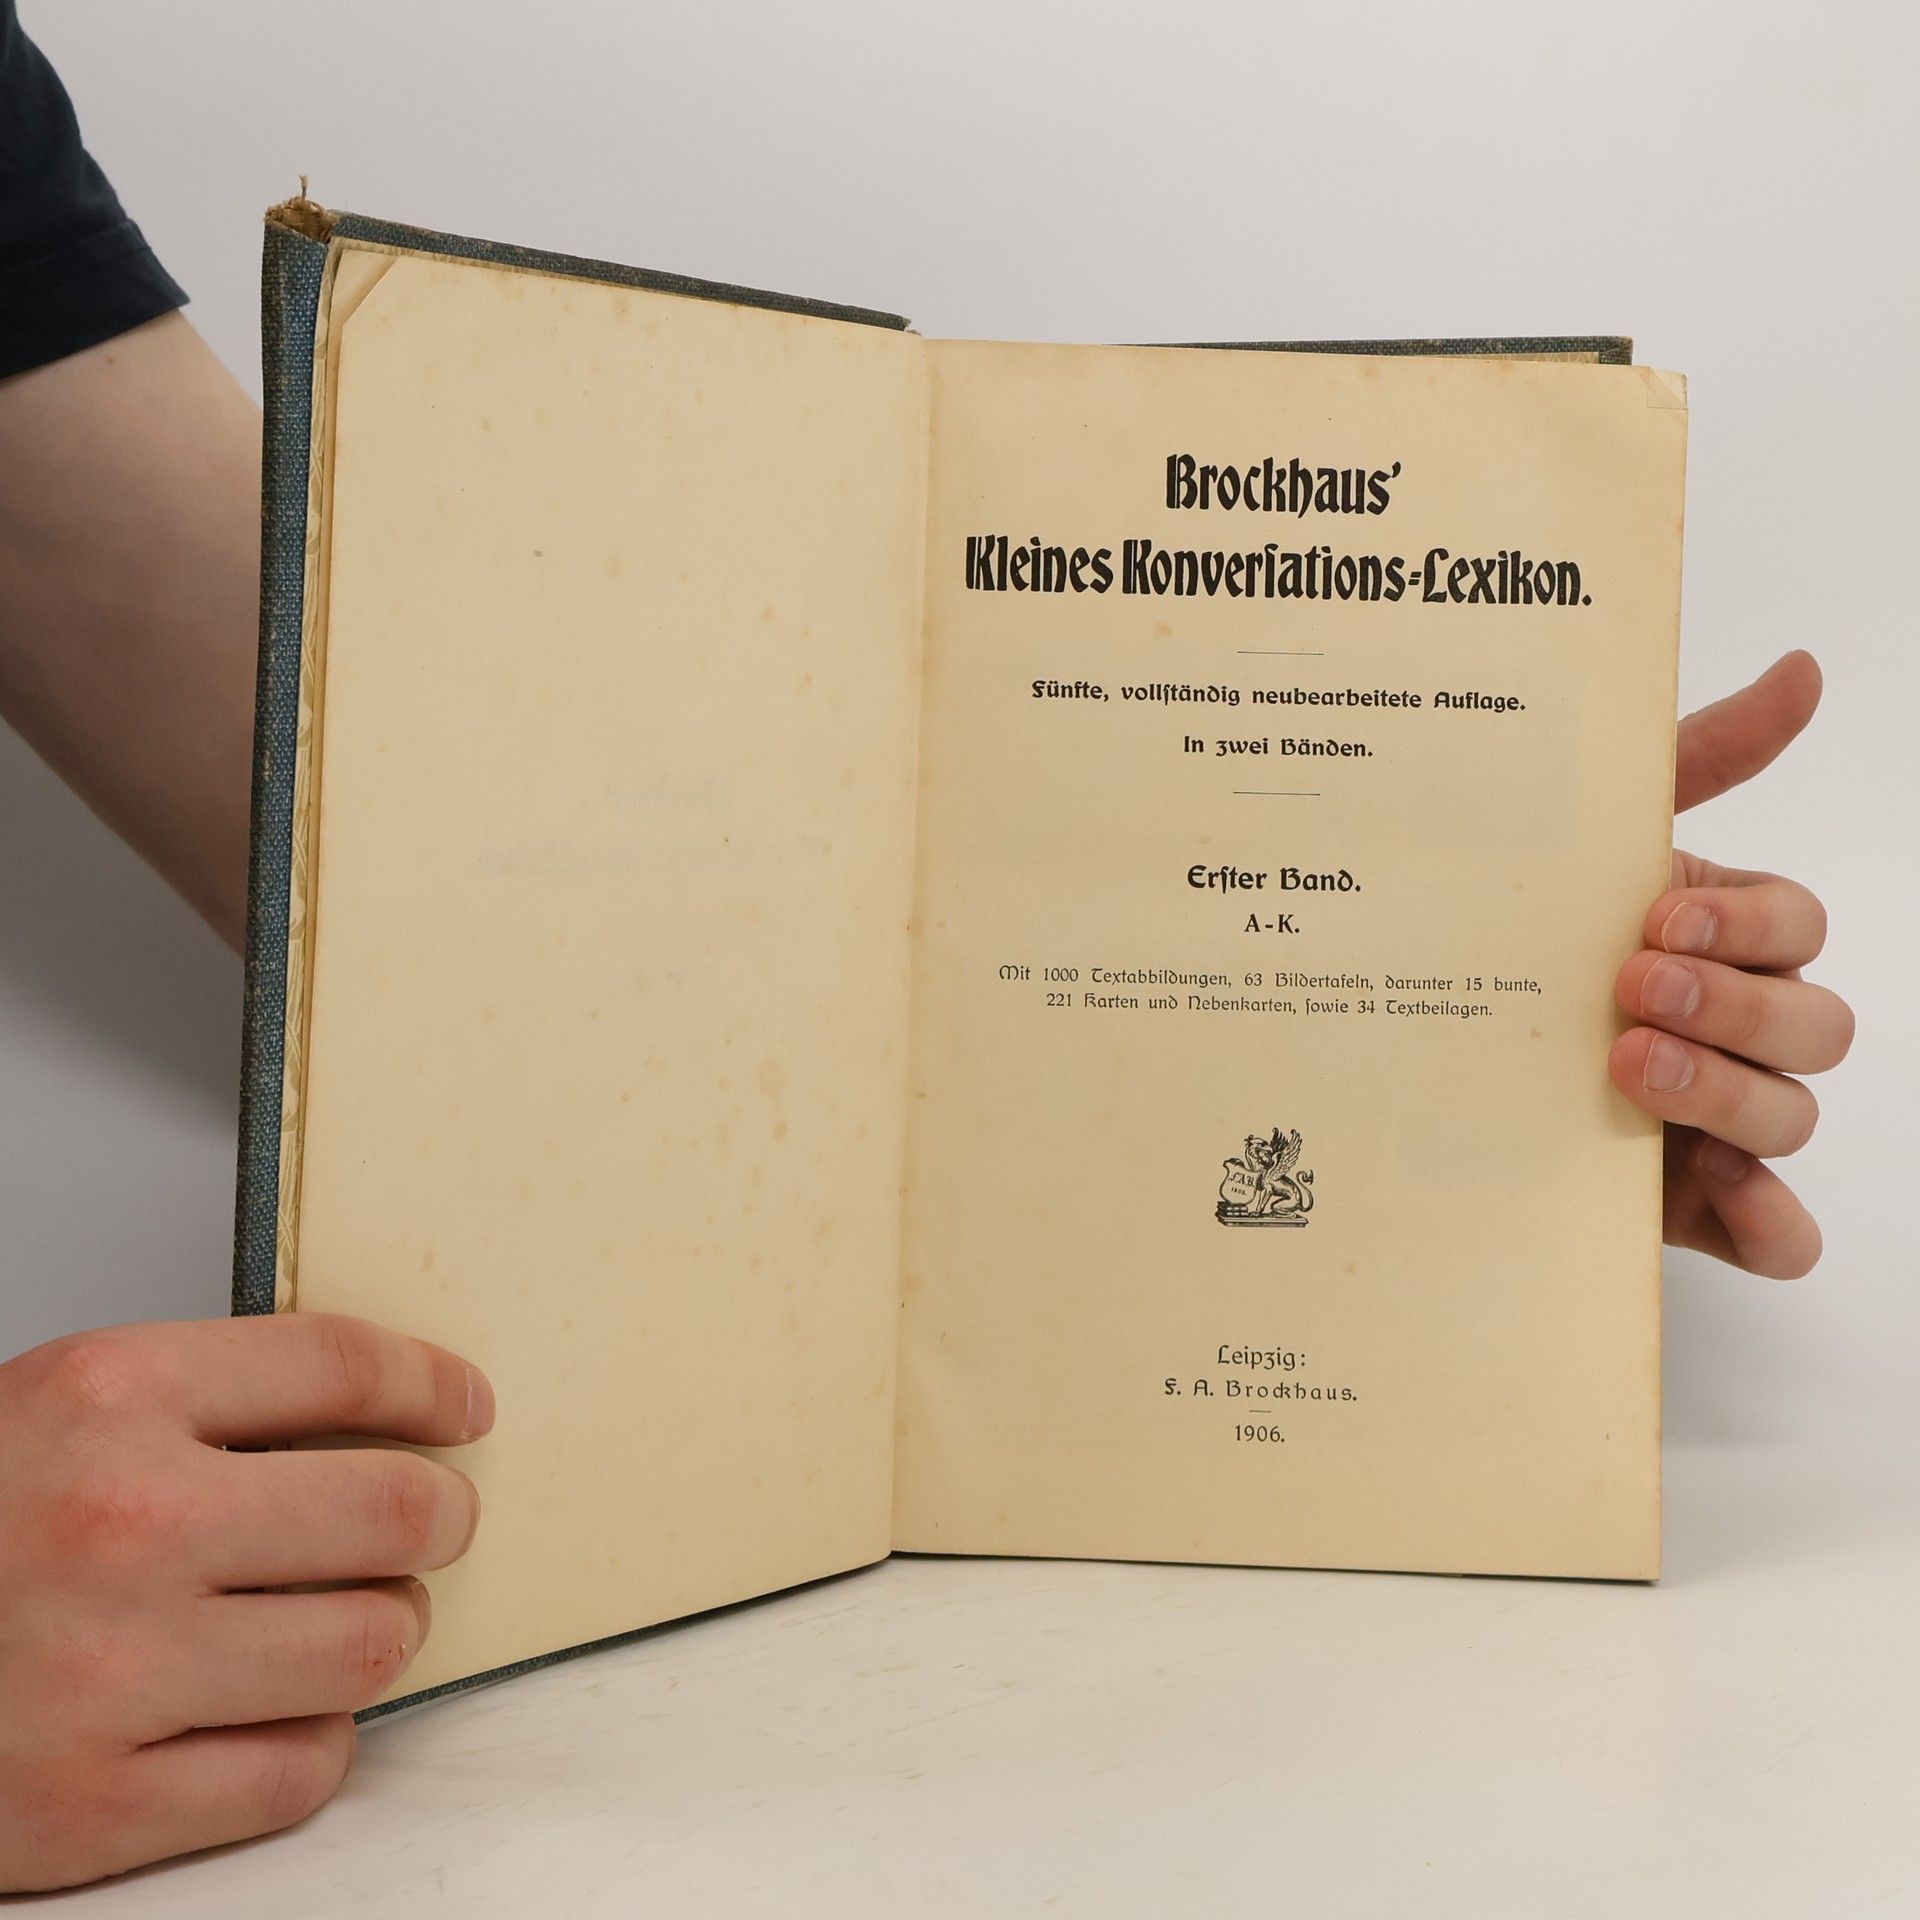 Brockhaus'
Kleines Konverſations-Lexikon.
Fünfte, vollſtändig neubearbeitete Auflage.
In zwei Bänden.
Erſter Band.
A-K.
Mit 1000 Textabbildungen, 63 Bildertafeln, darunter 15 bunte,
221 Karten und Nebenkarten, ſowie 34 Textbeilagen.
F.A.B.
1805.
Leipzig:
F. A. Brockhaus.
1906.